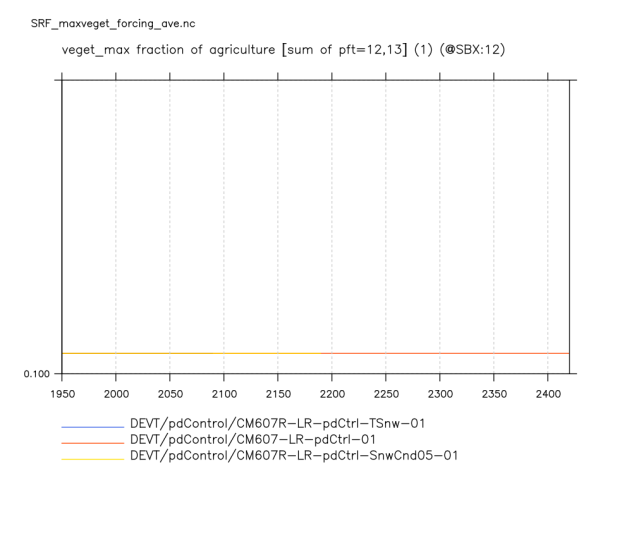 SRF_maxveget_forcing_ave.nc
veget_max fraction of agriculture [sum of pft=12,13] (1) (@SBX:12)
0.100
1950 2000 2050 2100 2150 2200 2250 2300 2350 2400
DEVT/pdControl/CM607R-LR-pdCtrl-TSnw-01
DEVT/pdControl/CM607-LR-pdCtrl-01
DEVT/pdControl/CM607R-LR-pdCtrl-SnwCnd05-01